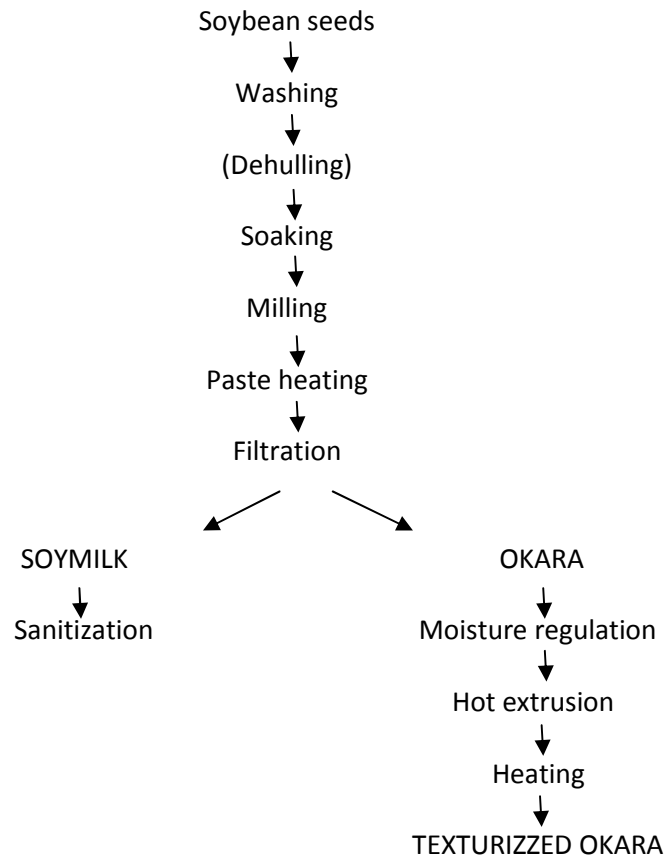 Soybean seeds
Washing
(Dehulling)
Soaking
Milling
Paste heating
Filtration
SOYMILK
Sanitization
OKARA
Moisture regulation
Hot extrusion
Heating
TEXTURIZZED OKARA